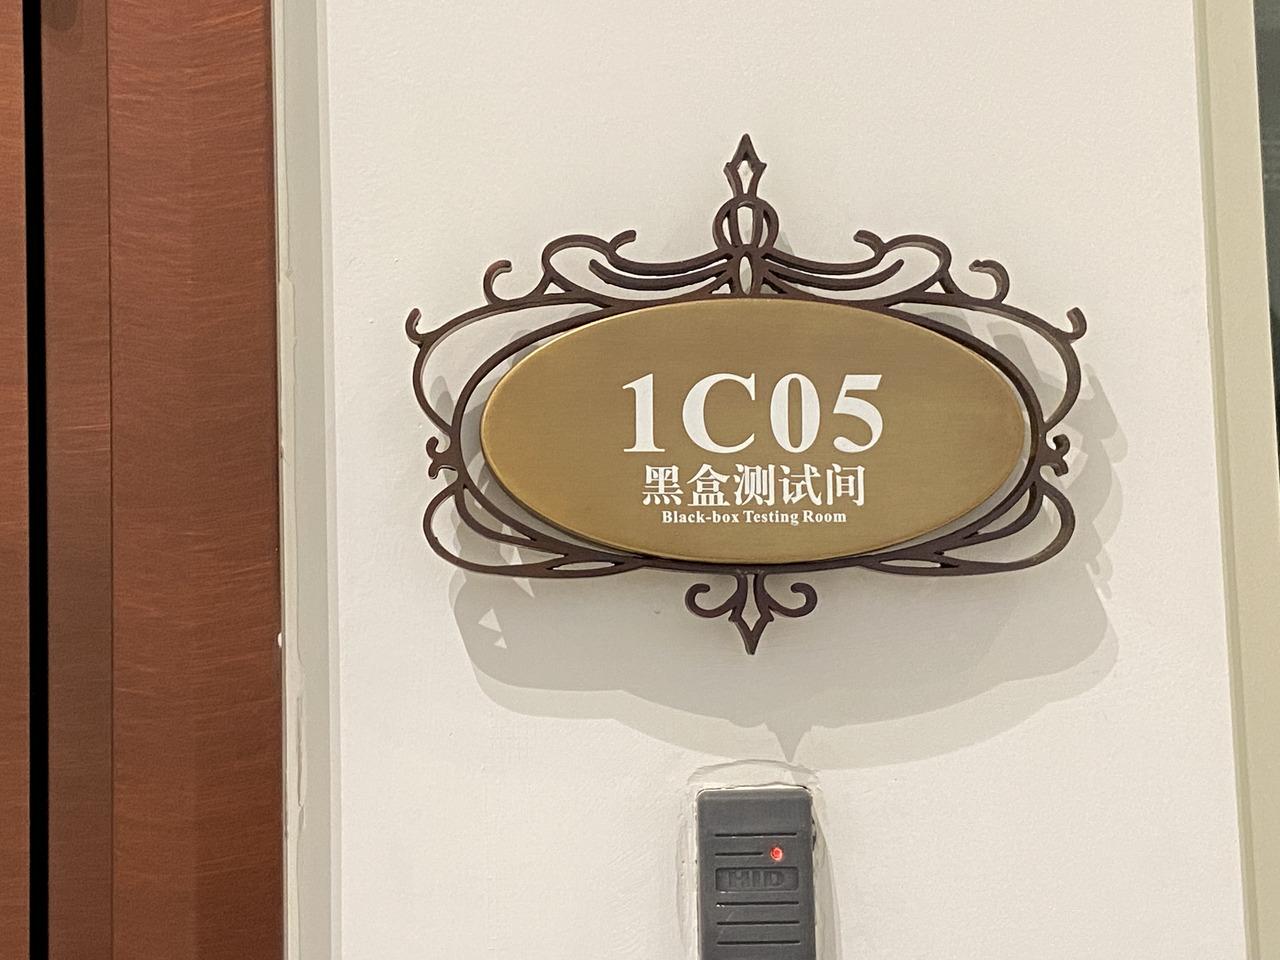 1C05
黑盒测试间
Black-box Testing Room
HID